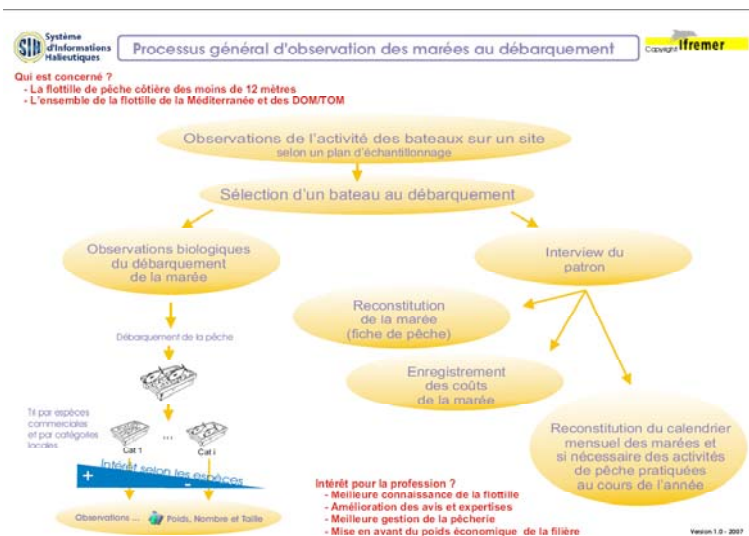 Système
d'Informations
Halieutiques
SIH
Processus général d'observation des marées au débarquement
Copyright Ifremer
Qui est concerné ?
- La flottille de pêche côtière des moins de 12 mètres
- L'ensemble de la flottille de la Méditerranée et des DOM/TOM
Observations de l'activité des bateaux sur un site
selon un plan d'échantillonnage
Sélection d'un bateau au débarquement
Observations biologiques
du débarquement
de la marée
Interview du
patron
Débarquement de la pêche
Reconstitution
de la marée
(fiche de pêche)
Enregistrement
des coûts
de la marée
Tri par espèces
commerciales
et par catégories
locales
Cat 1
...
Cat i
+ Intérêt selon les espèces -
Observations ... Poids, Nombre et Taille
Reconstitution du calendrier
mensuel des marées et
si nécessaire des activités
de pêche pratiquées
au cours de l'année
Intérêt pour la profession ?
- Meilleure connaissance de la flottille
- Amélioration des avis et expertises
- Meilleure gestion de la pêcherie
- Mise en avant du poids économique de la filière
Version 1.0 - 2007